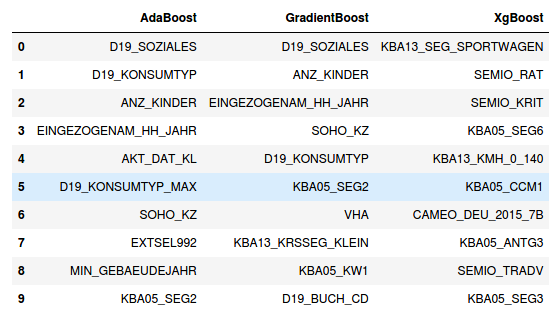 AdaBoost GradientBoost XgBoost
0 D19_SOZIALES D19_SOZIALES KBA13_SEG_SPORTWAGEN
1 D19_KONSUMTYP ANZ_KINDER SEMIO_RAT
2 ANZ_KINDER EINGEZOGENAM_HH_JAHR SEMIO_KRIT
3 EINGEZOGENAM_HH_JAHR SOHO_KZ KBA05_SEG6
4 AKT_DAT_KL D19_KONSUMTYP KBA13_KMH_0_140
5 D19_KONSUMTYP_MAX KBA05_SEG2 KBA05_CCM1
6 SOHO_KZ VHA CAMEO_DEU_2015_7B
7 EXTSEL992 KBA13_KRSSEG_KLEIN KBA05_ANTG3
8 MIN_GEBAEUDEJAHR KBA05_KW1 SEMIO_TRADV
9 KBA05_SEG2 D19_BUCH_CD KBA05_SEG3